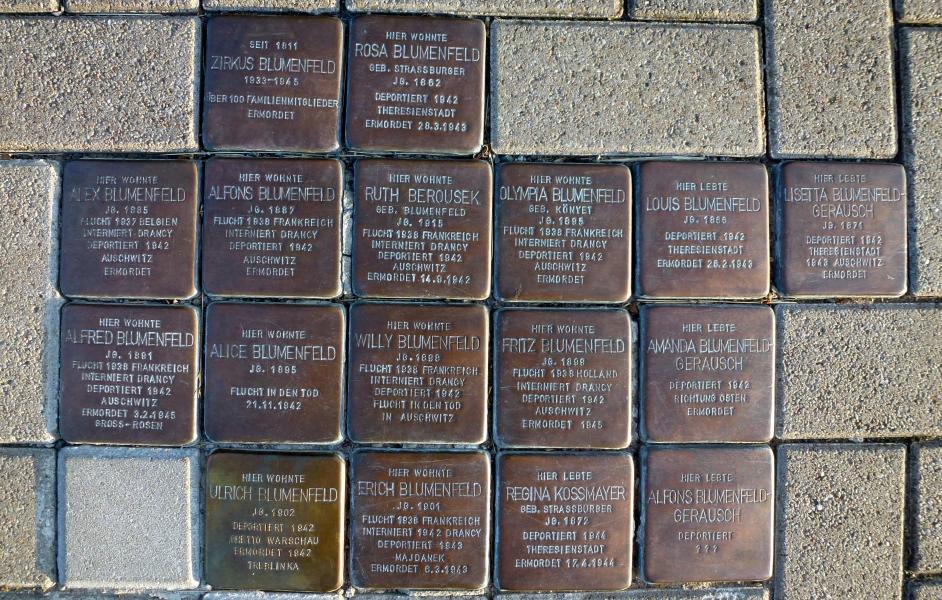 SEIT 1811
ZIRKUS BLUMENFELD
1933-1945
ÜBER 100 FAMILIENMITGLIEDER
ERMORDET
HIER WOHNTE
ROSA BLUMENFELD
GEB. STRASSBURGER
JG. 1862
DEPORTIERT 1942
THERESIENSTADT
ERMORDET 28.3.1943
HIER WOHNTE
ALEX BLUMENFELD
JG. 1885
FLUCHT 1937 BELGIEN
INTERNIERT DRANCY
DEPORTIERT 1942
AUSCHWITZ
ERMORDET
HIER WOHNTE
ALFONS BLUMENFELD
JG. 1887
FLUCHT 1938 FRANKREICH
INTERNIERT DRANCY
DEPORTIERT 1942
AUSCHWITZ
ERMORDET
HIER WOHNTE
RUTH BEROUSEK
GEB. BLUMENFELD
JG. 1915
FLUCHT 1938 FRANKREICH
INTERNIERT DRANCY
DEPORTIERT 1942
AUSCHWITZ
ERMORDET 14.9.1942
HIER WOHNTE
OLYMPIA BLUMENFELD
GEB. KÖNYET
JG. 1895
FLUCHT 1938 FRANKREICH
INTERNIERT DRANCY
DEPORTIERT 1942
AUSCHWITZ
ERMORDET
HIER LEBTE
LOUIS BLUMENFELD
JG. 1866
DEPORTIERT 1942
THERESIENSTADT
ERMORDET 26.2.1943
HIER LEBTE
LISETTA BLUMENFELD-
GERAUSCH
JG. 1871
DEPORTIERT 1942
THERESIENSTADT
1943 AUSCHWITZ
ERMORDET
HIER WOHNTE
ALFRED BLUMENFELD
JG. 1891
FLUCHT 1938 FRANKREICH
INTERNIERT DRANCY
DEPORTIERT 1942
AUSCHWITZ
ERMORDET 3.2.1945
GROSS-ROSEN
HIER WOHNTE
ALICE BLUMENFELD
JG. 1895
FLUCHT IN DEN TOD
21.11.1942
HIER WOHNTE
WILLY BLUMENFELD
JG. 1898
FLUCHT 1938 FRANKREICH
INTERNIERT DRANCY
DEPORTIERT 1942
FLUCHT IN DEN TOD
IN AUSCHWITZ
HIER WOHNTE
FRITZ BLUMENFELD
JG. 1899
FLUCHT 1938 HOLLAND
INTERNIERT DRANCY
DEPORTIERT 1942
AUSCHWITZ
ERMORDET 1945
HIER LEBTE
AMANDA BLUMENFELD-
GERAUSCH
DEPORTIERT 1942
RICHTUNG OSTEN
ERMORDET
HIER WOHNTE
ULRICH BLUMENFELD
JG. 1902
DEPORTIERT 1942
GHETTO WARSCHAU
ERMORDET 1942
TREBLINKA
HIER WOHNTE
ERICH BLUMENFELD
JG. 1901
FLUCHT 1938 FRANKREICH
INTERNIERT 1942 DRANCY
DEPORTIERT 1943
MAJDANEK
ERMORDET 6.3.1943
HIER LEBTE
REGINA KOSSMAYER
GEB. STRASSBURGER
JG. 1872
DEPORTIERT 1944
THERESIENSTADT
ERMORDET 17.4.1944
HIER LEBTE
ALFONS BLUMENFELD-
GERAUSCH
DEPORTIERT
???